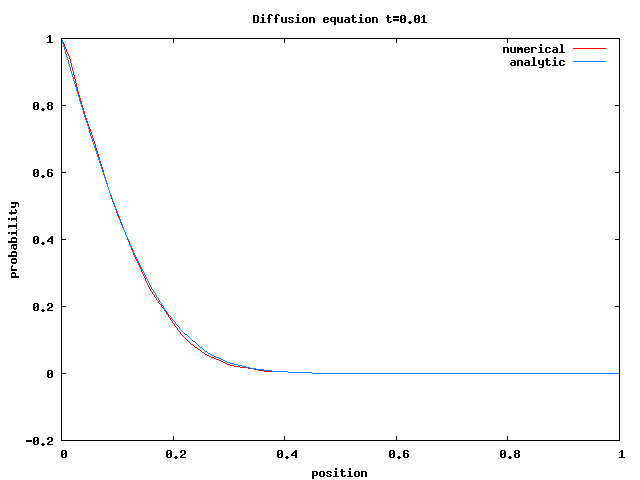 Diffusion equation t=0.01
numerical
analytic
1
0.8
0.6
0.4
0.2
0
-0.2
probability
0 0.2 0.4 0.6 0.8 1
position